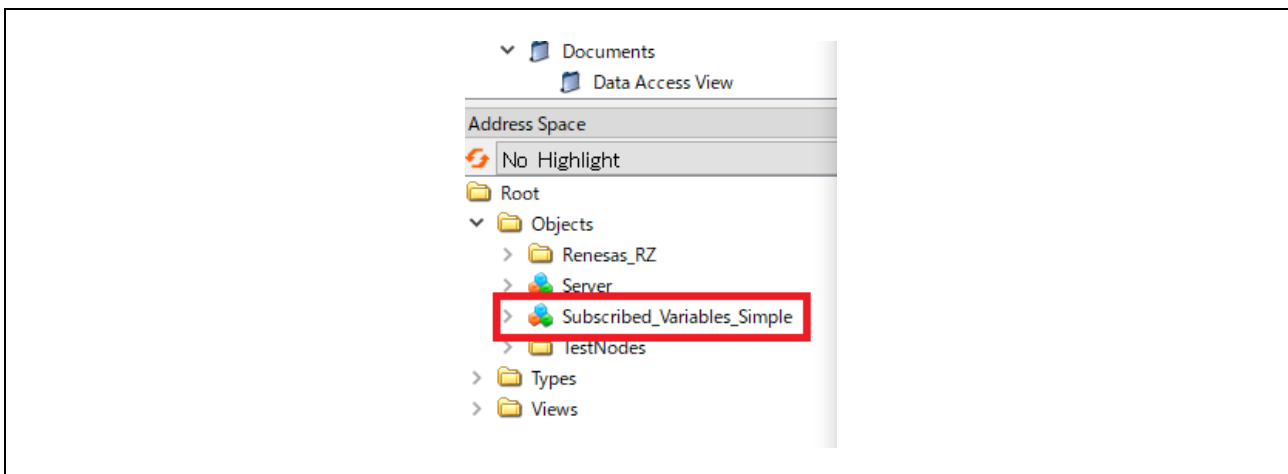 Documents
Data Access View
Address Space
No Highlight
Root
Objects
Renesas_RZ
Server
Subscribed_Variables_Simple
TestNodes
Types
Views